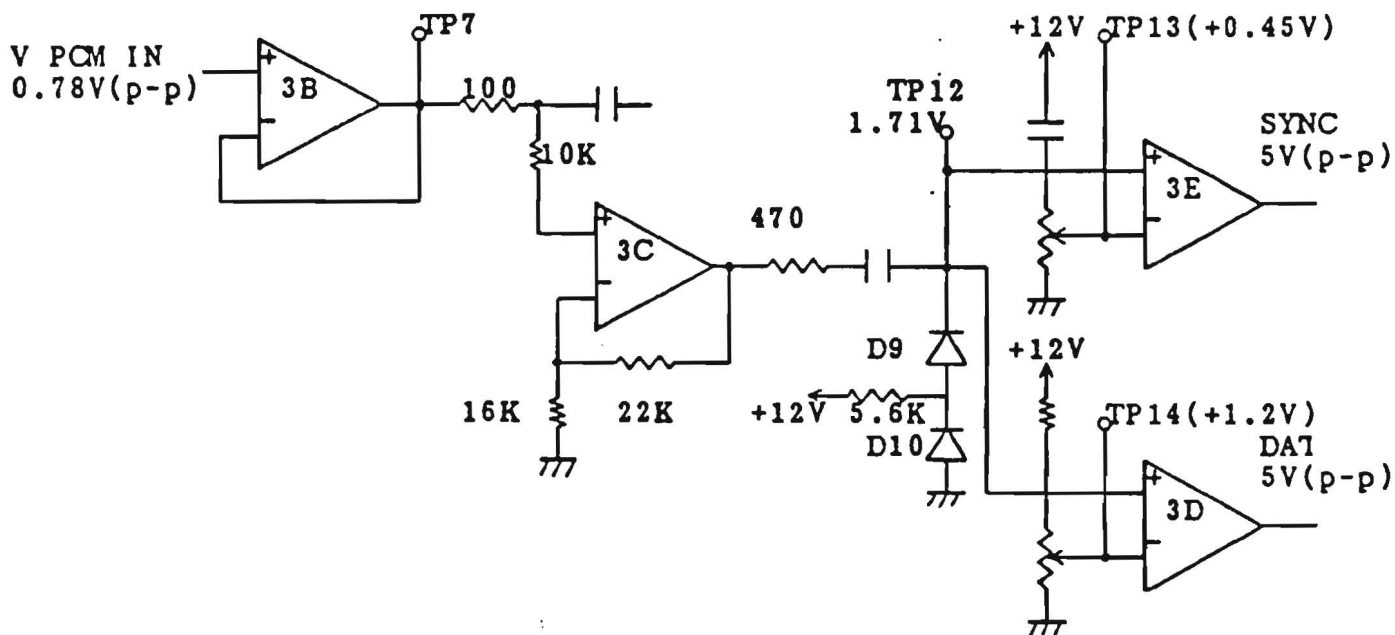 V PCM IN
0.78V(p-p)
3B
TP7
100
10K
3C
16K
22K
470
TP12
1.71V
D9
+12V
5.6K
D10
+12V
TP13(+0.45V)
3E
SYNC
5V(p-p)
+12V
TP14(+1.2V)
3D
DAT
5V(p-p)